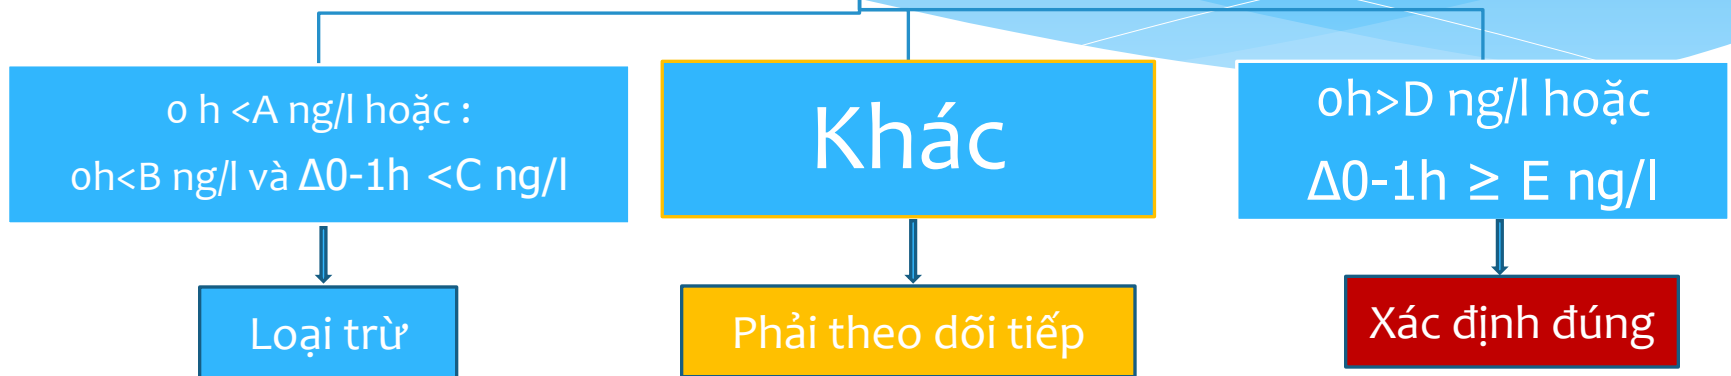 0 h <A ng/l hoặc :
0h<B ng/l và Δ0-1h <C ng/l
Khác
0h>D ng/l hoặc
Δ0-1h ≥ E ng/l
Loại trừ
Phải theo dõi tiếp
Xác định đúng